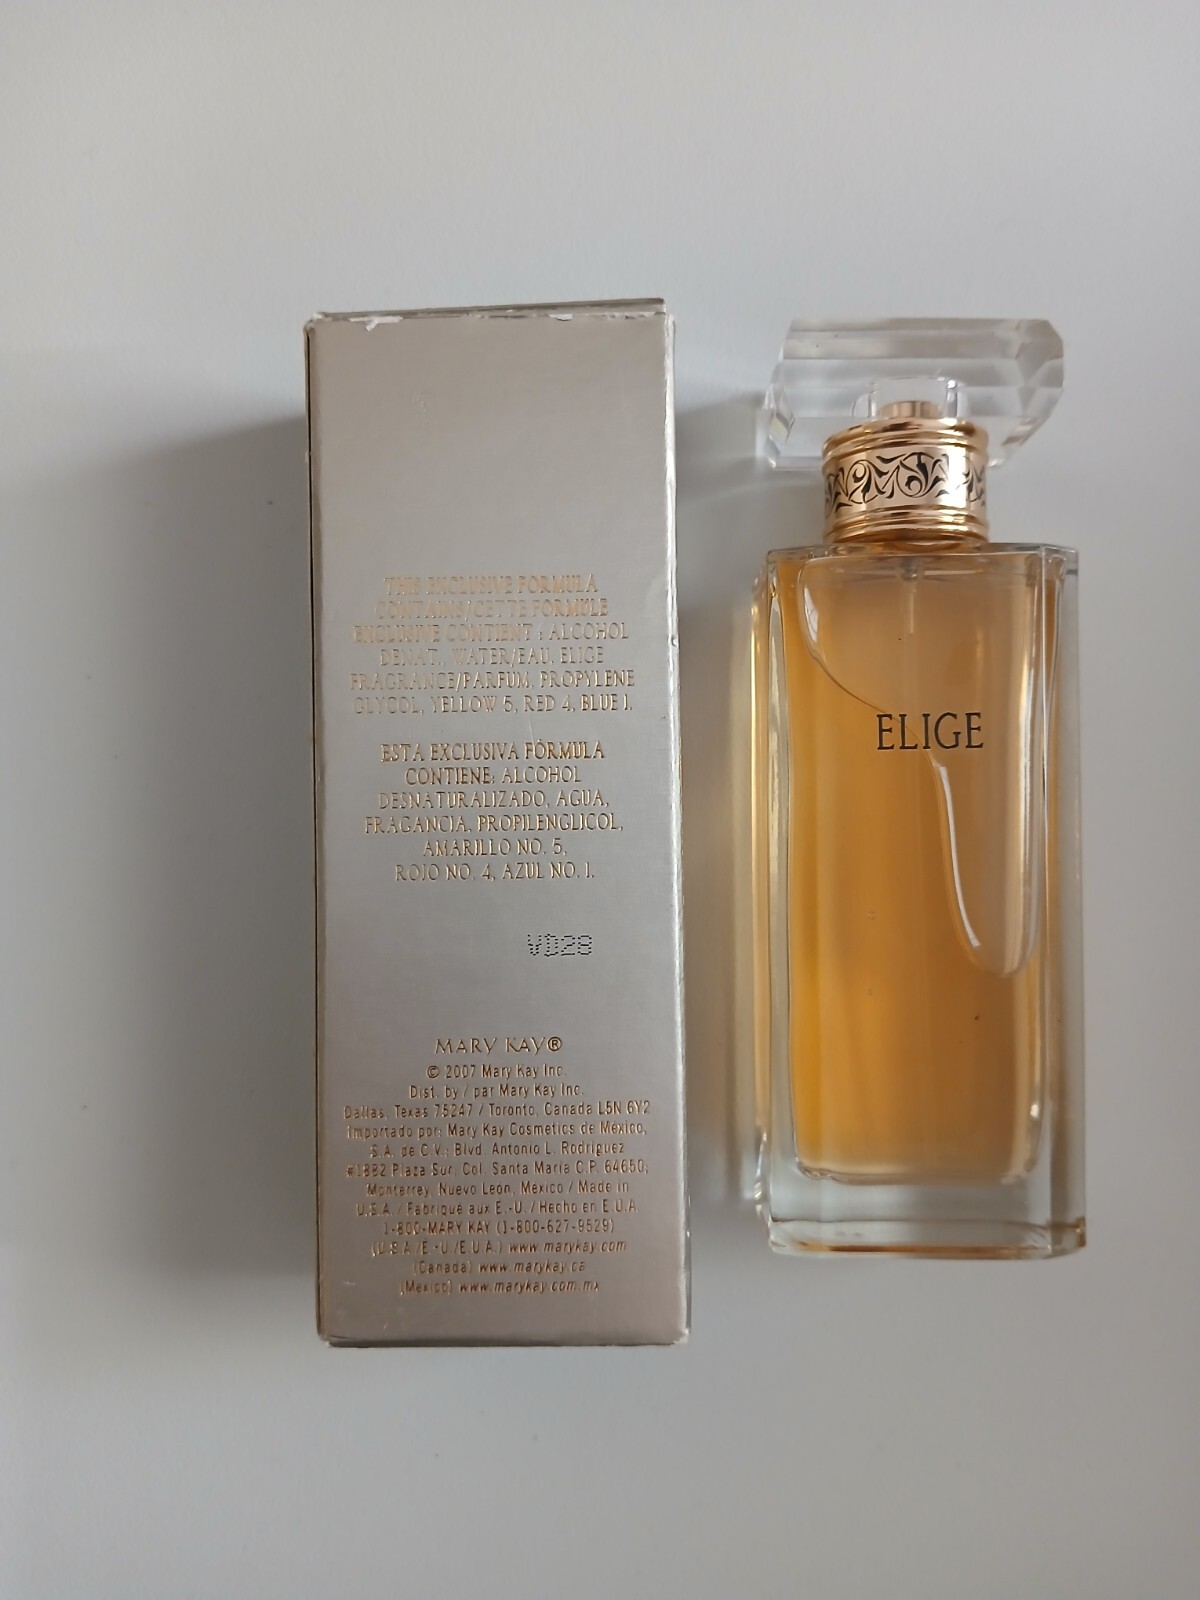 THIS EXCLUSIVE FORMULA
CONTAINS/CETTE FORMULE
EXCLUSIVE CONTIENT : ALCOHOL
DENAT., WATER/EAU, ELIGE
FRAGRANCE/PARFUM, PROPYLENE
GLYCOL, YELLOW 5, RED 4, BLUE 1.
ESTA EXCLUSIVA FÓRMULA
CONTIENE: ALCOHOL
DESNATURALIZADO, AGUA,
FRAGANCIA, PROPILENGLICOL,
AMARILLO NO. 5,
ROJO NO. 4, AZUL NO. 1.
VD28
MARY KAY®
© 2007 Mary Kay Inc.
Dist. by / par Mary Kay Inc.
Dallas, Texas 75247 / Toronto, Canada L5N 6Y2
Importado por: Mary Kay Cosmetics de México,
S.A. de C.V.: Blvd. Antonio L. Rodríguez
#1882 Plaza Sur, Col. Santa María C.P. 64650;
Monterrey, Nuevo León, México / Made in
U.S.A. / Fabriqué aux É.-U. / Hecho en E.U.A.
1-800-MARY KAY (1-800-627-9529)
(U.S.A./É.-U./E.U.A.) www.marykay.com
(Canada) www.marykay.ca
(Mexico) www.marykay.com.mx
ELIGE